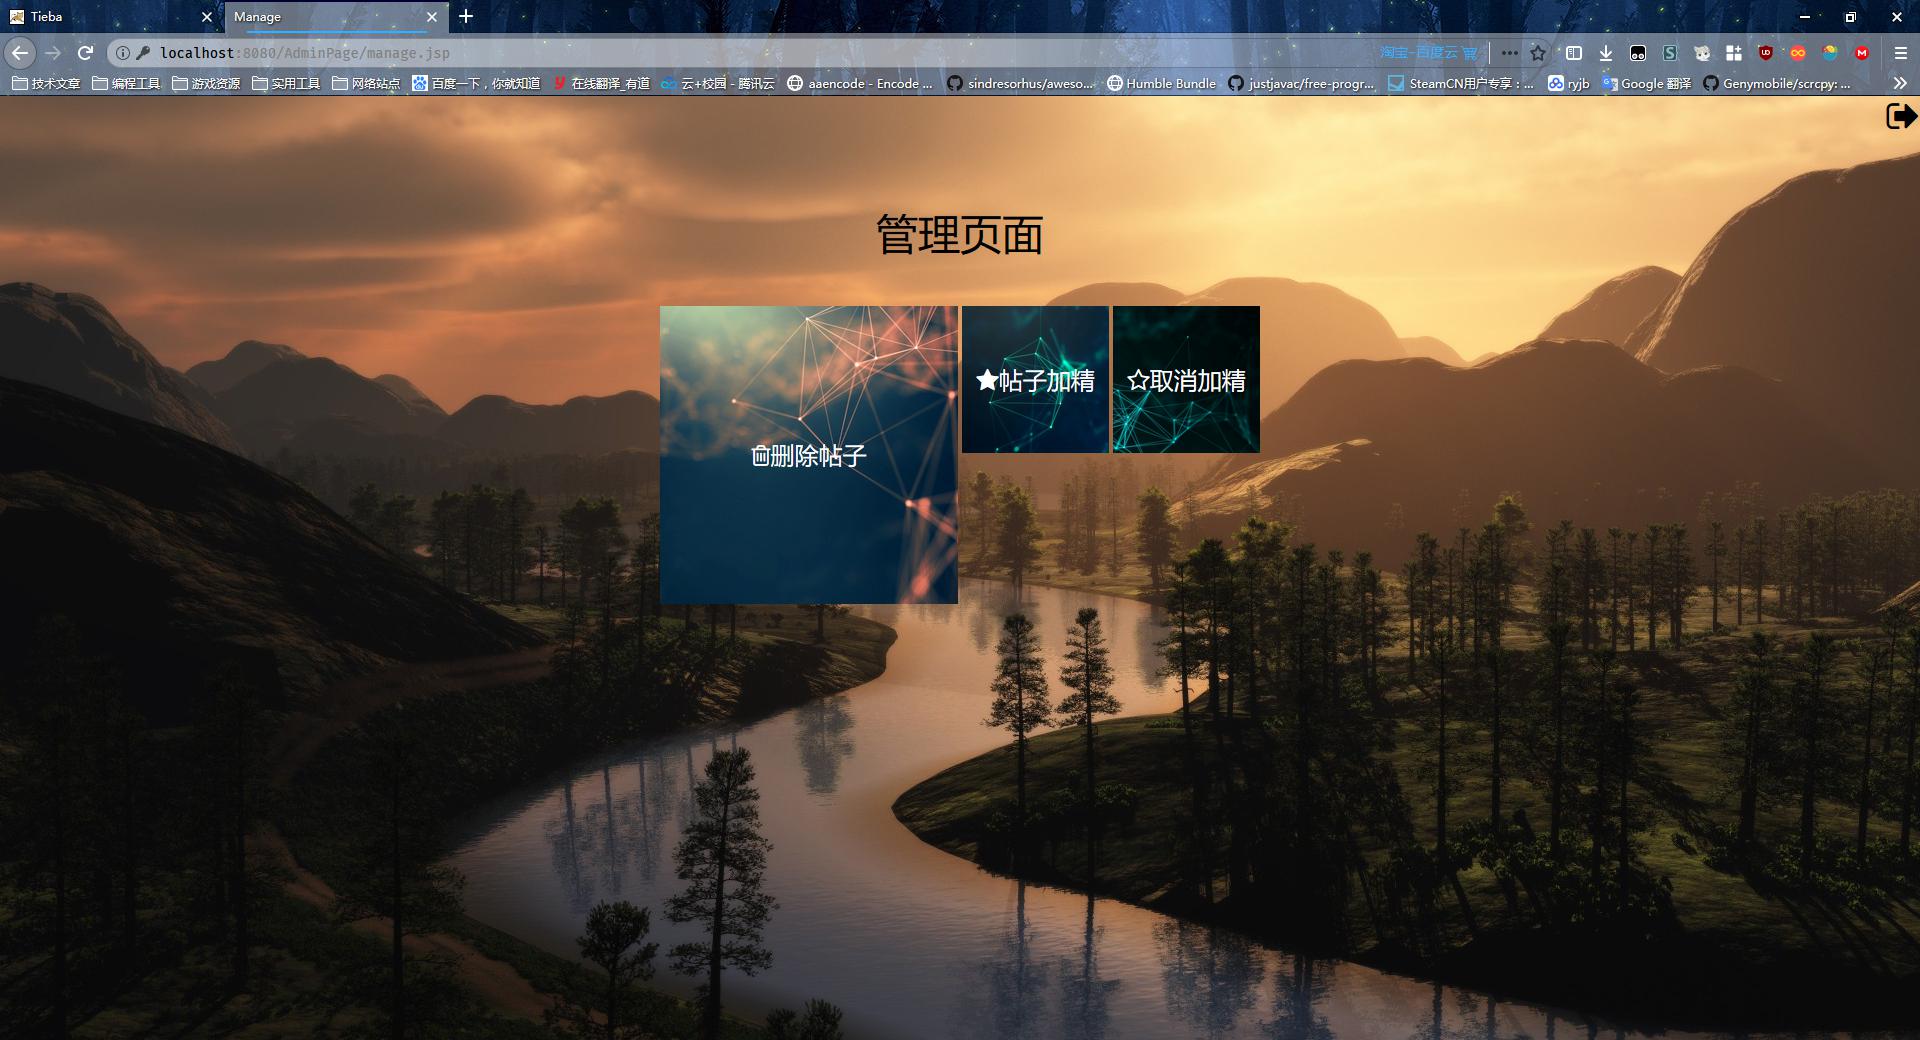 Tieba
Manage
localhost:8080/AdminPage/manage.jsp
淘宝-百度云
技术文章 编程工具 游戏资源 实用工具 网络站点 百度一下，你就知道 在线翻译_有道 云+校园 - 腾讯云 aaencode - Encode ... sindresorhus/aweso... Humble Bundle justjavac/free-progr... SteamCN用户专享：... ryjb Google 翻译 Genymobile/scrcpy: ...
管理页面
删除帖子
帖子加精
取消加精